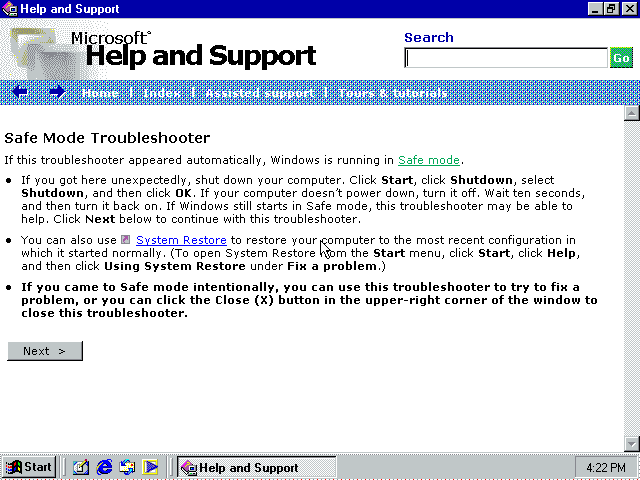 Help and Support
Microsoft®
Help and Support
Search
Go
Home | Index | Assisted support | Tours & tutorials
Safe Mode Troubleshooter
If this troubleshooter appeared automatically, Windows is running in Safe mode.
• If you got here unexpectedly, shut down your computer. Click Start, click Shutdown, select
Shutdown, and then click OK. If your computer doesn't power down, turn it off. Wait ten seconds,
and then turn it back on. If Windows still starts in Safe mode, this troubleshooter may be able to
help. Click Next below to continue with this troubleshooter.
• You can also use System Restore to restore your computer to the most recent configuration in
which it started normally. (To open System Restore from the Start menu, click Start, click Help,
and then click Using System Restore under Fix a problem.)
• If you came to Safe mode intentionally, you can use this troubleshooter to try to fix a
problem, or you can click the Close (X) button in the upper-right corner of the window to
close this troubleshooter.
Next >
Start
Help and Support
4:22 PM